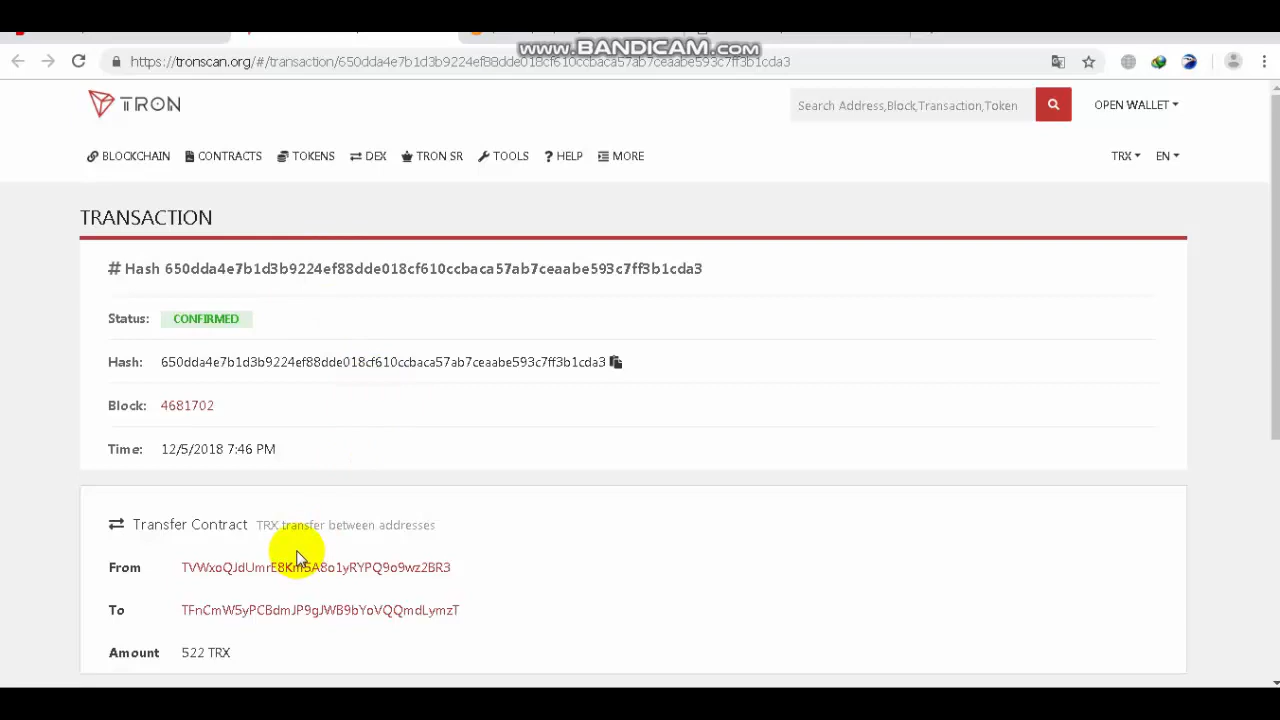 www.BANDICAM.com
https://tronscan.org/#/transaction/650dda4e7b1d3b9224ef88dde018cf610ccbaca57ab7ceaabe593c7ff3b1cda3
TRON
Search Address,Block,Transaction,Token
OPEN WALLET
BLOCKCHAIN CONTRACTS TOKENS DEX TRON SR TOOLS HELP MORE TRX EN
TRANSACTION
# Hash 650dda4e7b1d3b9224ef88dde018cf610ccbaca57ab7ceaabe593c7ff3b1cda3
Status: CONFIRMED
Hash: 650dda4e7b1d3b9224ef88dde018cf610ccbaca57ab7ceaabe593c7ff3b1cda3
Block: 4681702
Time: 12/5/2018 7:46 PM
Transfer Contract TRX transfer between addresses
From TVWxoQJdUmrE8Km5A8o1yRYPQ9o9wz2BR3
To TFnCmW5yPCBdmJP9gJWB9bYoVQQmdLymzT
Amount 522 TRX